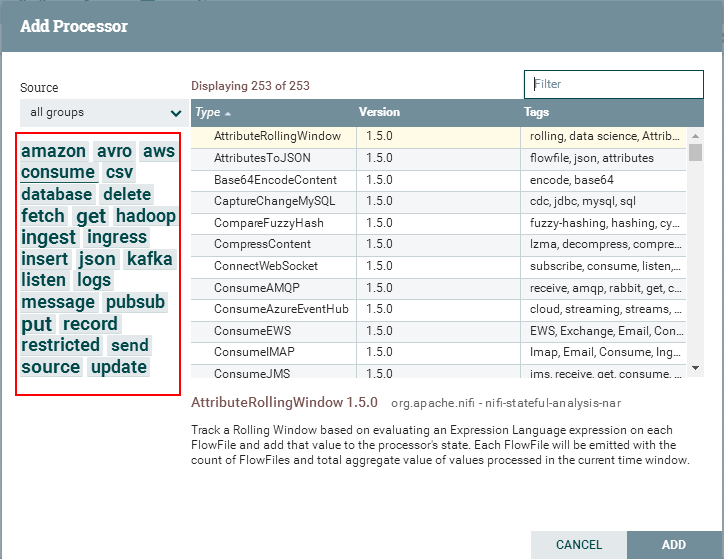 Add Processor
Source
Displaying 253 of 253
Filter
all groups
Type Version Tags
amazon avro aws
consume csv
database delete
fetch get hadoop
ingest ingress
insert json kafka
listen logs
message pubsub
put record
restricted send
source update
AttributeRollingWindow 1.5.0 rolling, data science, Attrib...
AttributesToJSON 1.5.0 flowfile, json, attributes
Base64EncodeContent 1.5.0 encode, base64
CaptureChangeMySQL 1.5.0 cdc, jdbc, mysql, sql
CompareFuzzyHash 1.5.0 fuzzy-hashing, hashing, cy...
CompressContent 1.5.0 lzma, decompress, compre...
ConnectWebSocket 1.5.0 subscribe, consume, listen,...
ConsumeAMQP 1.5.0 receive, amqp, rabbit, get, c...
ConsumeAzureEventHub 1.5.0 cloud, streaming, streams, ...
ConsumeEWS 1.5.0 EWS, Exchange, Email, Con...
ConsumeIMAP 1.5.0 Imap, Email, Consume, Ing...
ConsumeJMS 1.5.0 jms, receive, get, consume, ...
AttributeRollingWindow 1.5.0 org.apache.nifi - nifi-stateful-analysis-nar
Track a Rolling Window based on evaluating an Expression Language expression on each
FlowFile and add that value to the processor's state. Each FlowFile will be emitted with the
count of FlowFiles and total aggregate value of values processed in the current time window.
CANCEL ADD